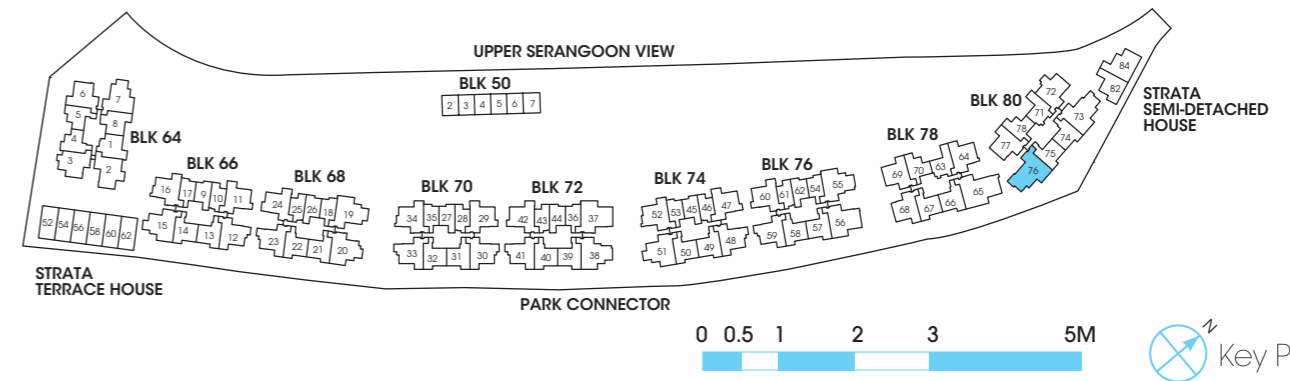 UPPER SERANGOON VIEW
BLK 50
2 3 4 5 6 7
84
82
STRATA
SEMI-DETACHED
HOUSE
BLK 80
72
71
73
78
74
77
75
76
BLK 64
6 7
5 8
4 1
3 2
BLK 66
16 17 9 10 11
15 14 13 12
BLK 68
24 25 26 18 19
23 22 21 20
BLK 70
34 35 27 28 29
33 32 31 30
BLK 72
42 43 44 36 37
41 40 39 38
BLK 74
52 53 45 46 47
51 50 49 48
BLK 76
60 61 62 54 55
59 58 57 56
BLK 78
69 70 63 64
68 67 66 65
52 54 56 58 60 62
STRATA
TERRACE HOUSE
PARK CONNECTOR
0 0.5 1 2 3 5M
N
Key P